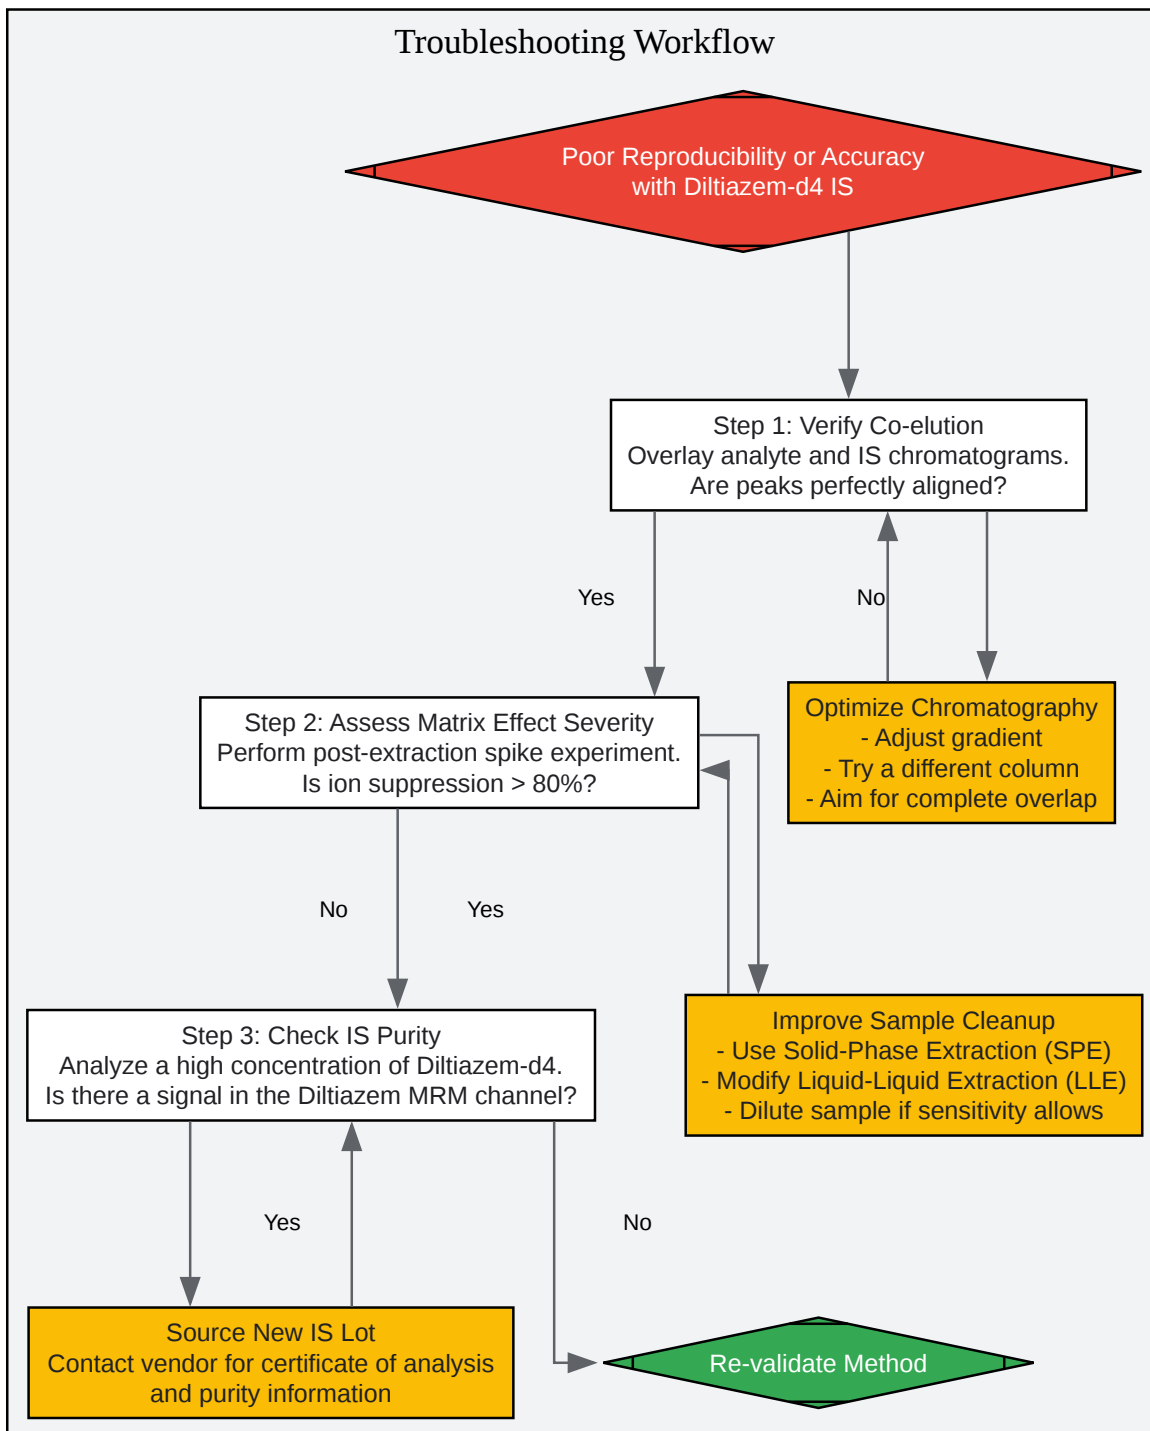 Troubleshooting Workflow
Poor Reproducibility or Accuracy
with Diltiazem-d4 IS
Step 1: Verify Co-elution
Overlay analyte and IS chromatograms.
Are peaks perfectly aligned?
Yes
No
Step 2: Assess Matrix Effect Severity
Perform post-extraction spike experiment.
Is ion suppression > 80%?
Optimize Chromatography
- Adjust gradient
- Try a different column
- Aim for complete overlap
No
Yes
Step 3: Check IS Purity
Analyze a high concentration of Diltiazem-d4.
Is there a signal in the Diltiazem MRM channel?
Improve Sample Cleanup
- Use Solid-Phase Extraction (SPE)
- Modify Liquid-Liquid Extraction (LLE)
- Dilute sample if sensitivity allows
Yes
No
Source New IS Lot
Contact vendor for certificate of analysis
and purity information
Re-validate Method